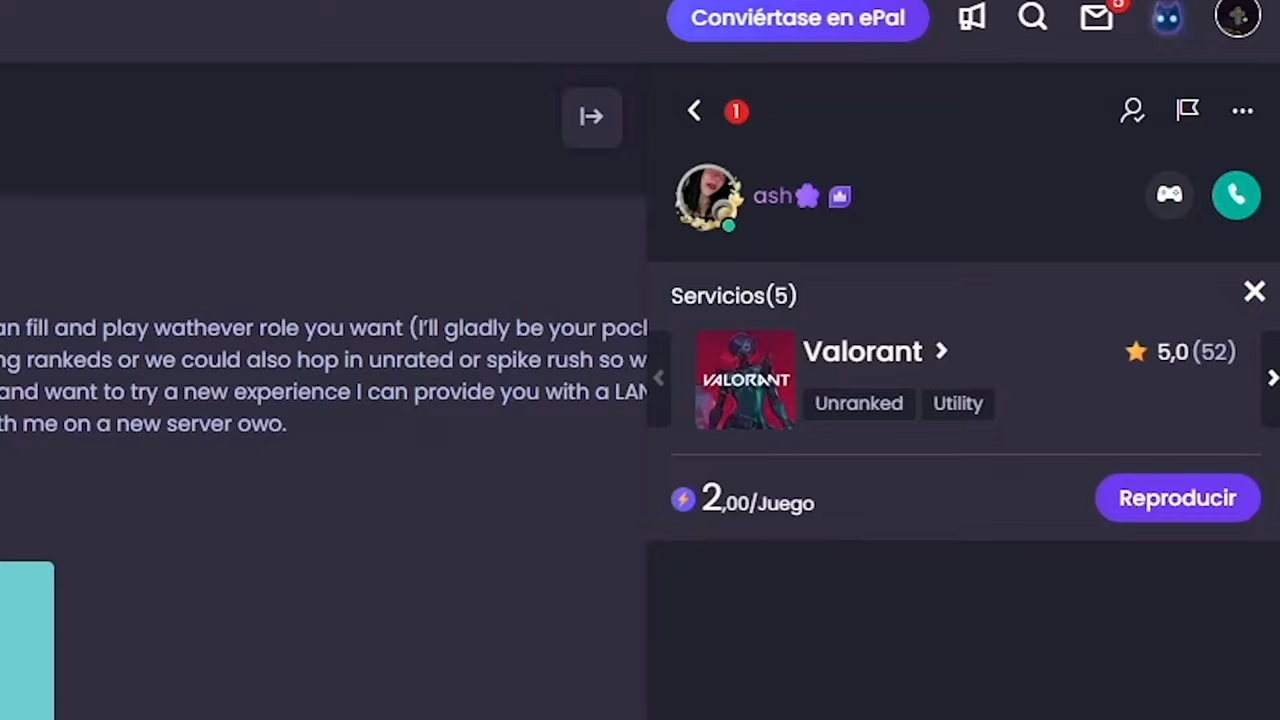 Conviértase en ePal
5
1
ash
an fill and play wathever role you want (I'll gladly be your pocl
ng rankeds or we could also hop in unrated or spike rush so w
and want to try a new experience I can provide you with a LAN
th me on a new server owo.
Servicios(5)
VALORANT
Valorant
5,0 (52)
Unranked
Utility
2,00/Juego
Reproducir